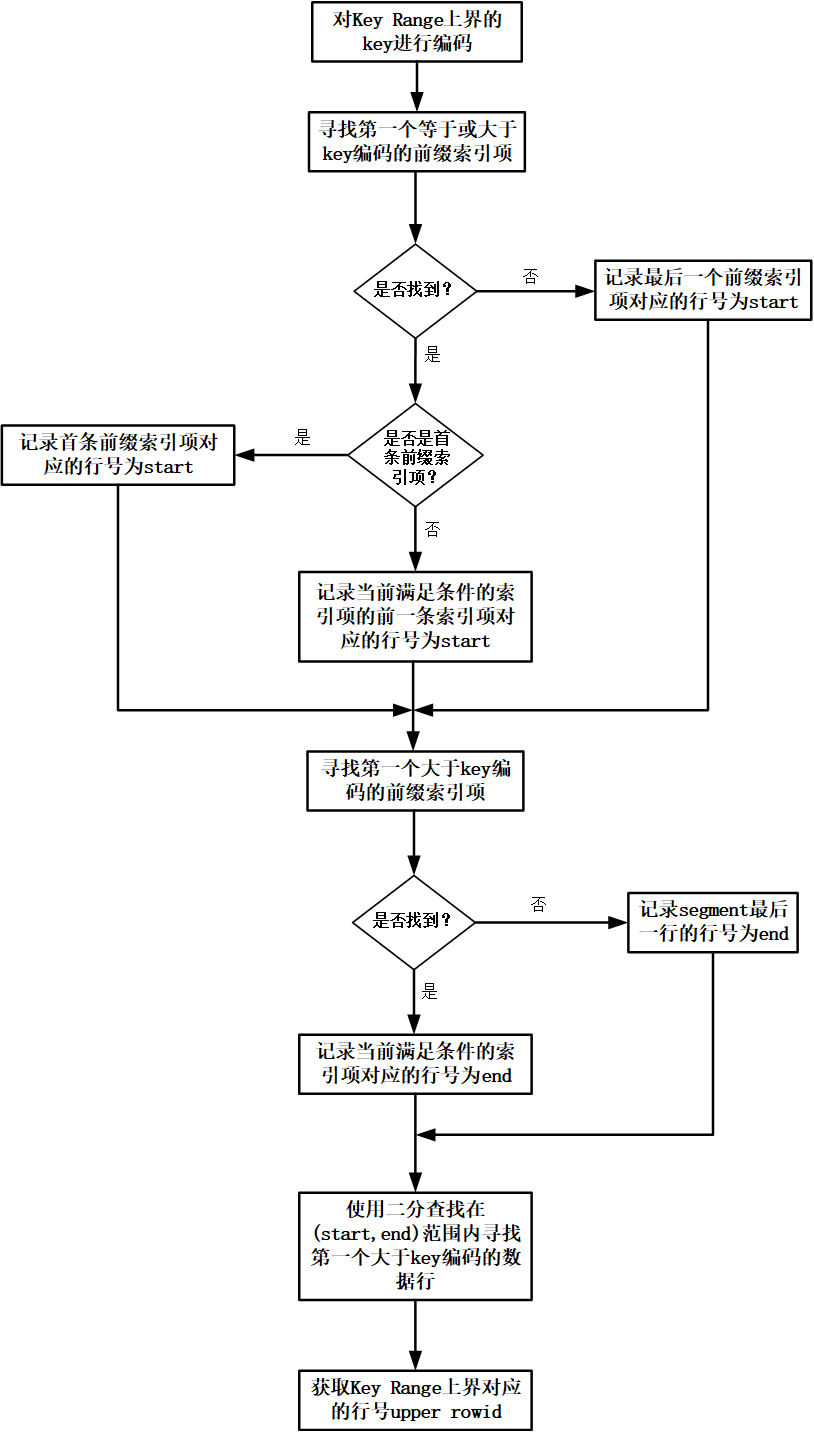 对Key Range上界的
key进行编码
寻找第一个等于或大于
key编码的前缀索引项
是否找到？
否
记录最后一个前缀索引
项对应的行号为start
是
是否是首
条前缀索
引项？
是
记录首条前缀索引项对
应的行号为start
否
记录当前满足条件的索
引项的前一条索引项对
应的行号为start
寻找第一个大于key编
码的前缀索引项
是否找到？
否
记录segment最后
一行的行号为end
是
记录当前满足条件的索
引项对应的行号为end
使用二分查找在
(start,end)范围内寻找
第一个大于key编码的数
据行
获取Key Range上界对应
的行号upper rowid